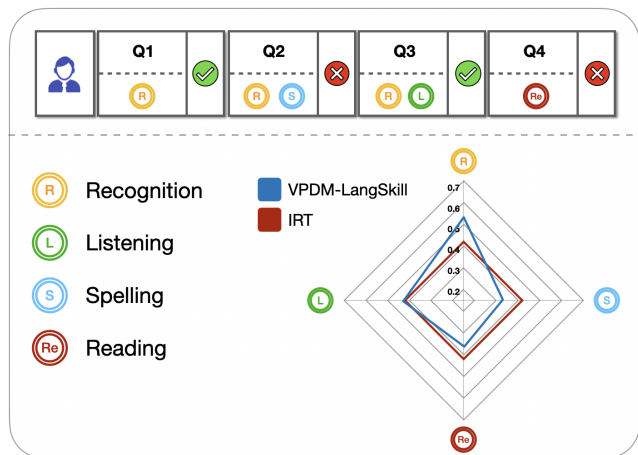 Q1 Q2 Q3 Q4
R R S R L Re
R
R Recognition
VPDM-LangSkill
IRT
L Listening
S Spelling
Re Reading
0.7
0.6
0.5
0.4
0.3
0.2
L S
Re